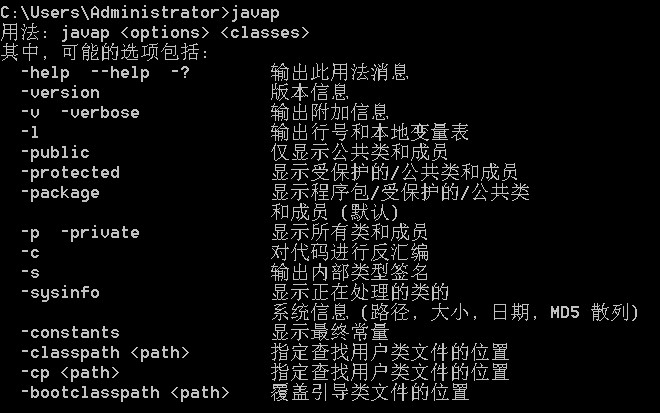 C:\Users\Administrator>javap
用法: javap <options> <classes>
其中, 可能的选项包括:
-help --help -? 输出此用法消息
-version 版本信息
-v -verbose 输出附加信息
-l 输出行号和本地变量表
-public 仅显示公共类和成员
-protected 显示受保护的/公共类和成员
-package 显示程序包/受保护的/公共类
和成员 (默认)
-p -private 显示所有类和成员
-c 对代码进行反汇编
-s 输出内部类型签名
-sysinfo 显示正在处理的类的
系统信息 (路径, 大小, 日期, MD5 散列)
-constants 显示最终常量
-classpath <path> 指定查找用户类文件的位置
-cp <path> 指定查找用户类文件的位置
-bootclasspath <path> 覆盖引导类文件的位置